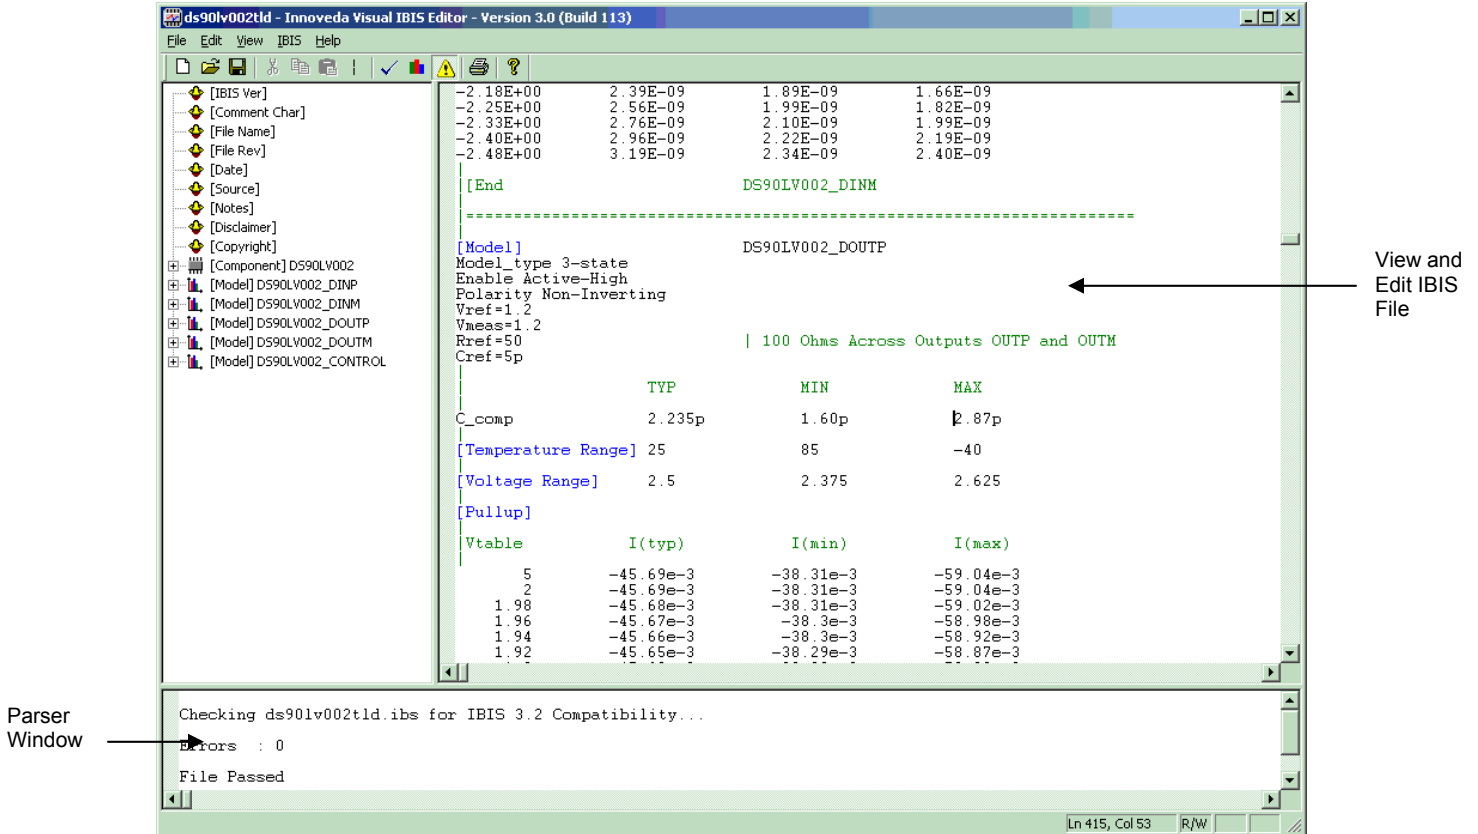 ds90lv002tld - Innoveda Visual IBIS Editor - Version 3.0 (Build 113)
File Edit View IBIS Help
[IBIS Ver]
[Comment Char]
[File Name]
[File Rev]
[Date]
[Source]
[Notes]
[Disclaimer]
[Copyright]
[Component] DS90LV002
[Model] DS90LV002_DINP
[Model] DS90LV002_DINM
[Model] DS90LV002_DOUTP
[Model] DS90LV002_DOUTM
[Model] DS90LV002_CONTROL
-2.18E+00 2.39E-09 1.89E-09 1.66E-09
-2.25E+00 2.56E-09 1.99E-09 1.82E-09
-2.33E+00 2.76E-09 2.10E-09 1.99E-09
-2.40E+00 2.96E-09 2.22E-09 2.19E-09
-2.48E+00 3.19E-09 2.34E-09 2.40E-09
|
|[End DS90LV002_DINM
|
|======================================================================
|
[Model] DS90LV002_DOUTP
Model_type 3-state
Enable Active-High
Polarity Non-Inverting
Vref=1.2
Vmeas=1.2
Rref=50 | 100 Ohms Across Outputs OUTP and OUTM
Cref=5p
|
| TYP MIN MAX
|
C_comp 2.235p 1.60p 2.87p
|
[Temperature Range] 25 85 -40
|
[Voltage Range] 2.5 2.375 2.625
|
[Pullup]
|
|Vtable I(typ) I(min) I(max)
|
5 -45.69e-3 -38.31e-3 -59.04e-3
2 -45.69e-3 -38.31e-3 -59.04e-3
1.98 -45.68e-3 -38.31e-3 -59.02e-3
1.96 -45.67e-3 -38.3e-3 -58.98e-3
1.94 -45.66e-3 -38.3e-3 -58.92e-3
1.92 -45.65e-3 -38.29e-3 -58.87e-3
View and
Edit IBIS
File
Parser
Window
Checking ds90lv002tld.ibs for IBIS 3.2 Compatibility...
Errors : 0
File Passed
Ln 415, Col 53 R/W